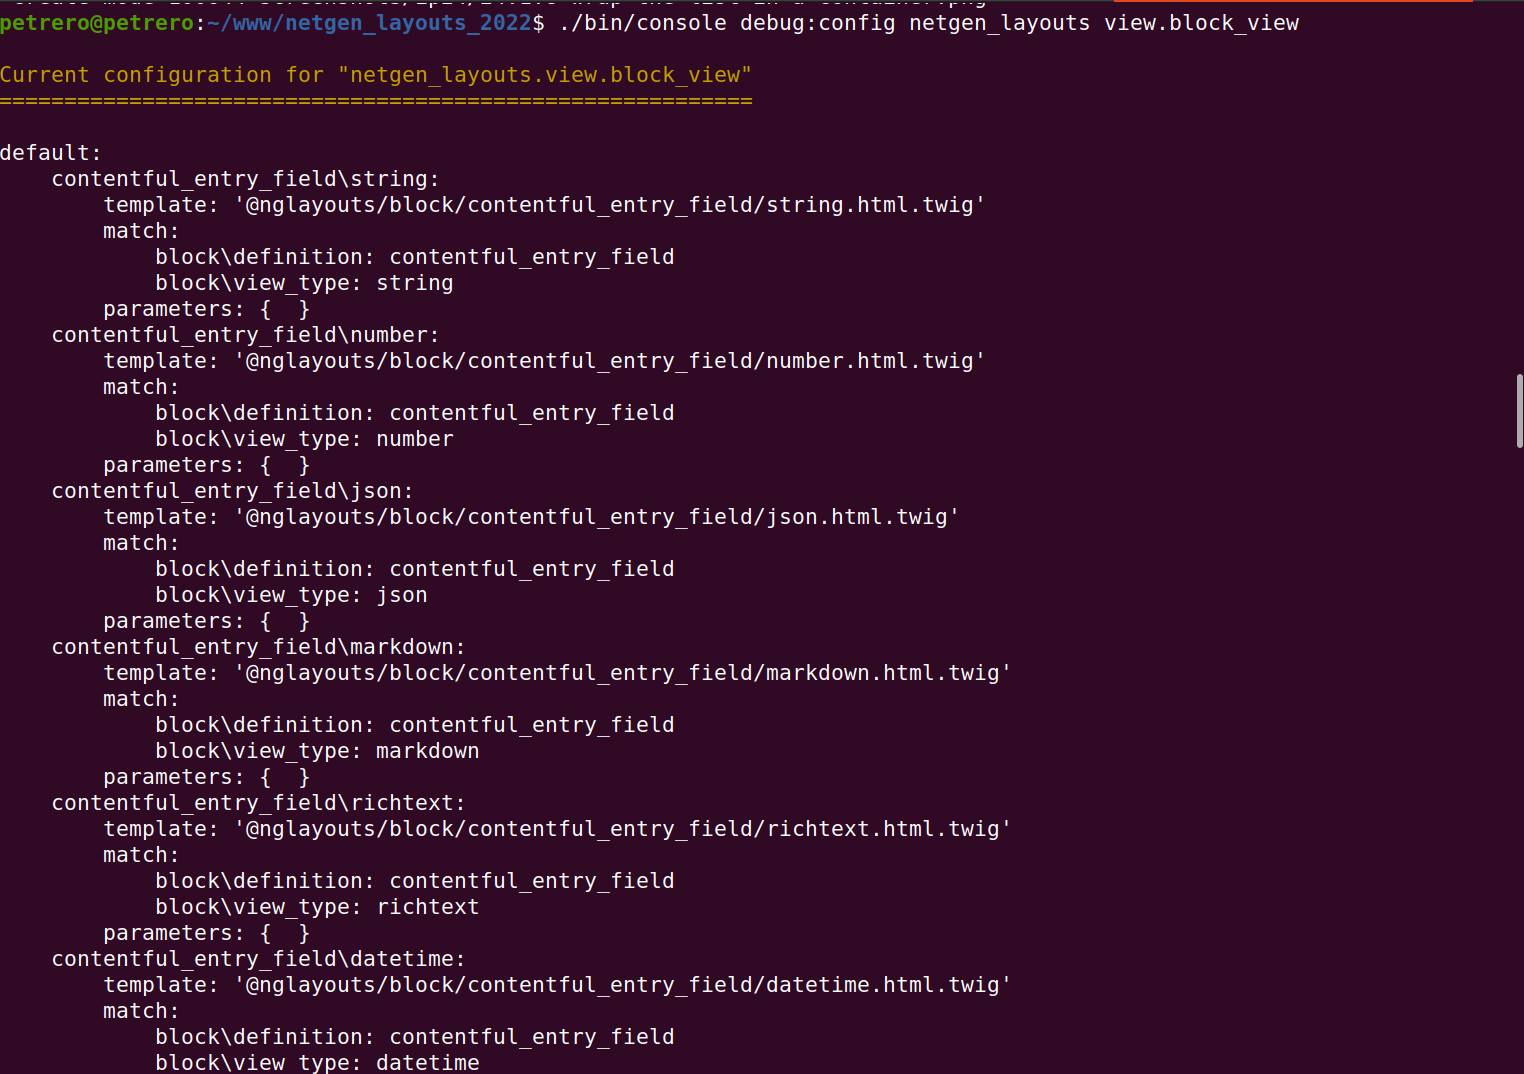 petrero@petrero:~/www/netgen_layouts_2022$ ./bin/console debug:config netgen_layouts view.block_view
Current configuration for "netgen_layouts.view.block_view"
==========================================================
default:
    contentful_entry_field\string:
        template: '@nglayouts/block/contentful_entry_field/string.html.twig'
        match:
            block\definition: contentful_entry_field
            block\view_type: string
        parameters: {  }
    contentful_entry_field\number:
        template: '@nglayouts/block/contentful_entry_field/number.html.twig'
        match:
            block\definition: contentful_entry_field
            block\view_type: number
        parameters: {  }
    contentful_entry_field\json:
        template: '@nglayouts/block/contentful_entry_field/json.html.twig'
        match:
            block\definition: contentful_entry_field
            block\view_type: json
        parameters: {  }
    contentful_entry_field\markdown:
        template: '@nglayouts/block/contentful_entry_field/markdown.html.twig'
        match:
            block\definition: contentful_entry_field
            block\view_type: markdown
        parameters: {  }
    contentful_entry_field\richtext:
        template: '@nglayouts/block/contentful_entry_field/richtext.html.twig'
        match:
            block\definition: contentful_entry_field
            block\view_type: richtext
        parameters: {  }
    contentful_entry_field\datetime:
        template: '@nglayouts/block/contentful_entry_field/datetime.html.twig'
        match:
            block\definition: contentful_entry_field
            block\view_type: datetime